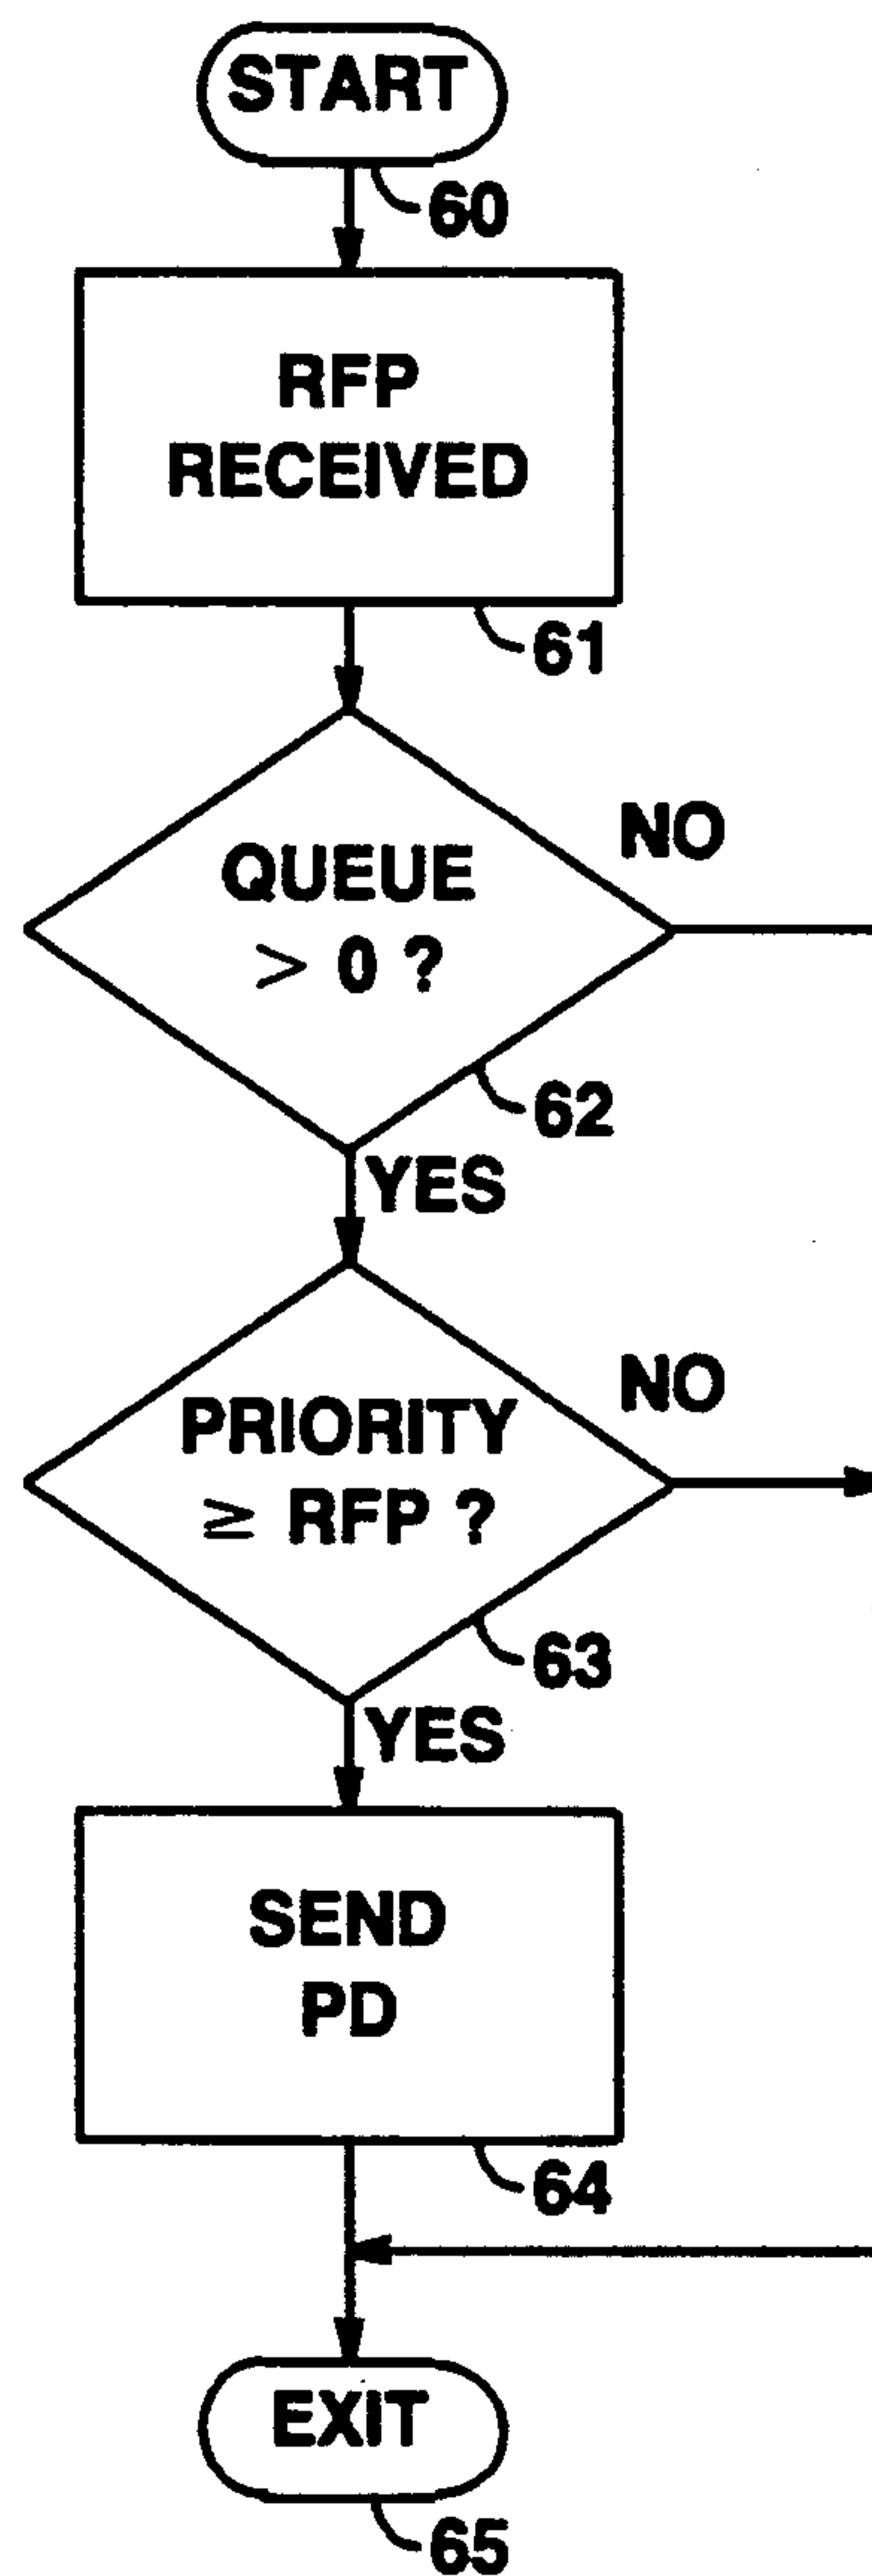 START
60
RFP
RECEIVED
61
NO
QUEUE
> 0 ?
62
YES
NO
PRIORITY
≥ RFP ?
63
YES
SEND
PD
64
EXIT
65